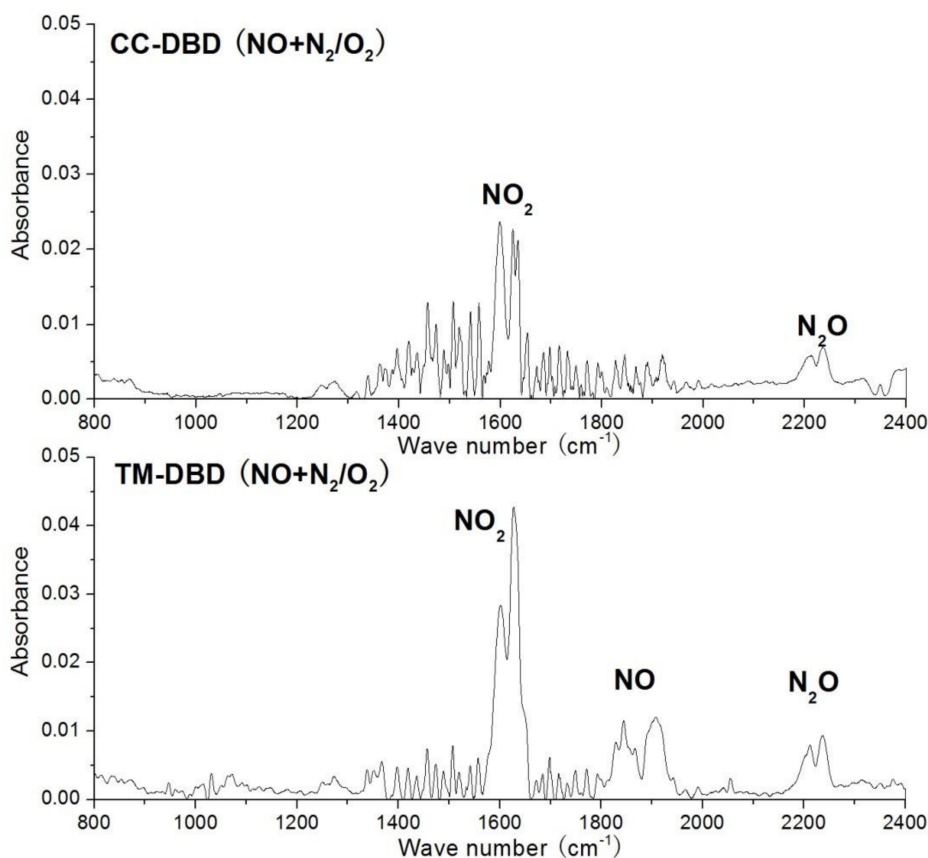 0.05
CC-DBD (NO+N₂/O₂)
0.04
0.03
Absorbance
NO₂
0.02
0.01
N₂O
0.00
800 1000 1200 1400 1600 1800 2000 2200 2400
Wave number (cm⁻¹)
0.05
TM-DBD (NO+N₂/O₂)
NO₂
0.04
0.03
Absorbance
0.02
NO
N₂O
0.01
0.00
800 1000 1200 1400 1600 1800 2000 2200 2400
Wave number (cm⁻¹)